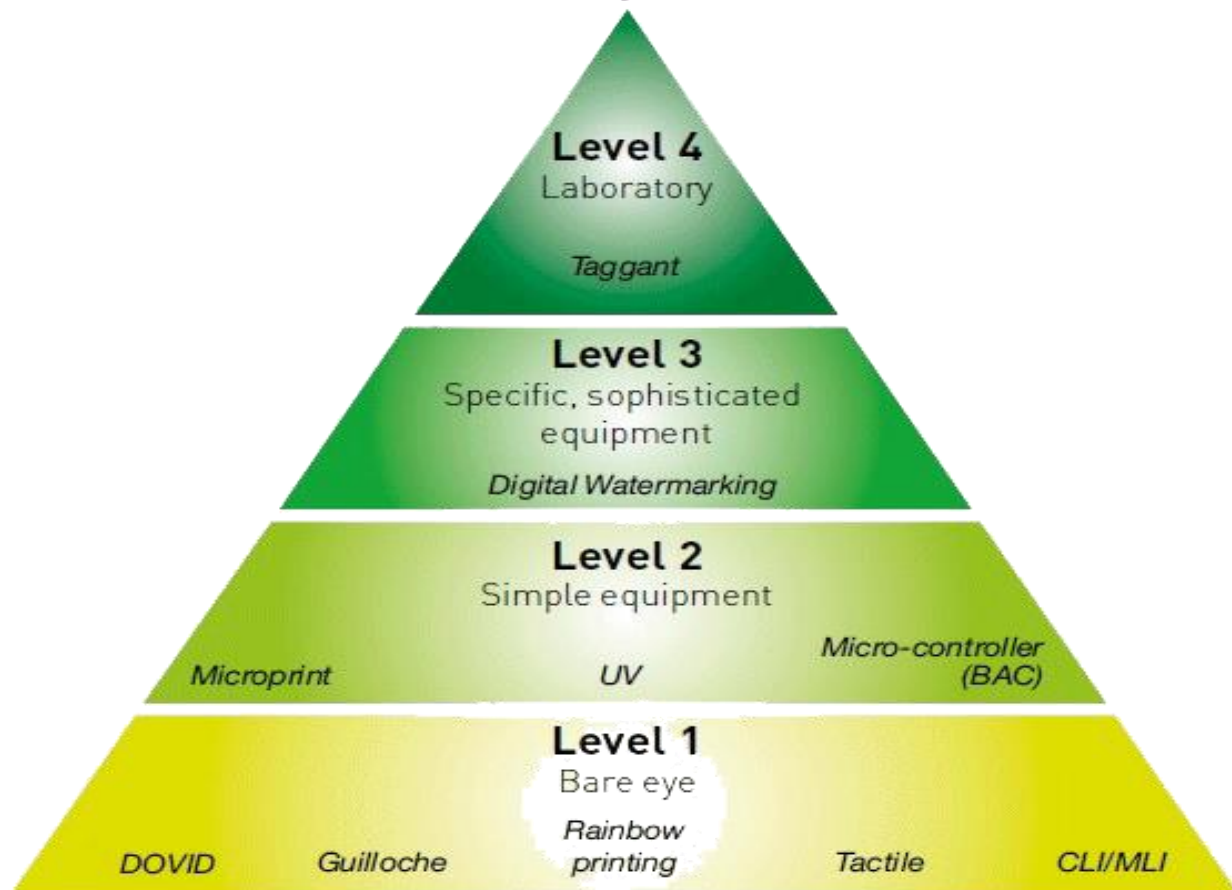 Level 4
Laboratory
Taggant
Level 3
Specific, sophisticated
equipment
Digital Watermarking
Level 2
Simple equipment
Microprint
UV
Micro-controller
(BAC)
Level 1
Bare eye
DOVID
Guilloche
Rainbow
printing
Tactile
CLI/MLI